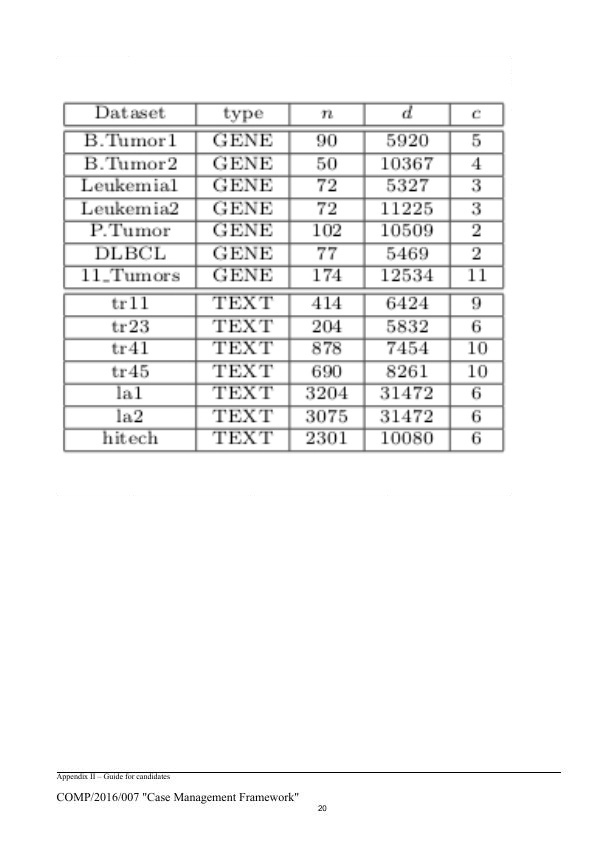 Dataset type n d c
B.Tumor1 GENE 90 5920 5
B.Tumor2 GENE 50 10367 4
Leukemia1 GENE 72 5327 3
Leukemia2 GENE 72 11225 3
P.Tumor GENE 102 10509 2
DLBCL GENE 77 5469 2
11_Tumors GENE 174 12534 11
tr11 TEXT 414 6424 9
tr23 TEXT 204 5832 6
tr41 TEXT 878 7454 10
tr45 TEXT 690 8261 10
la1 TEXT 3204 31472 6
la2 TEXT 3075 31472 6
hitech TEXT 2301 10080 6
Appendix II – Guide for candidates
COMP/2016/007 "Case Management Framework"
20